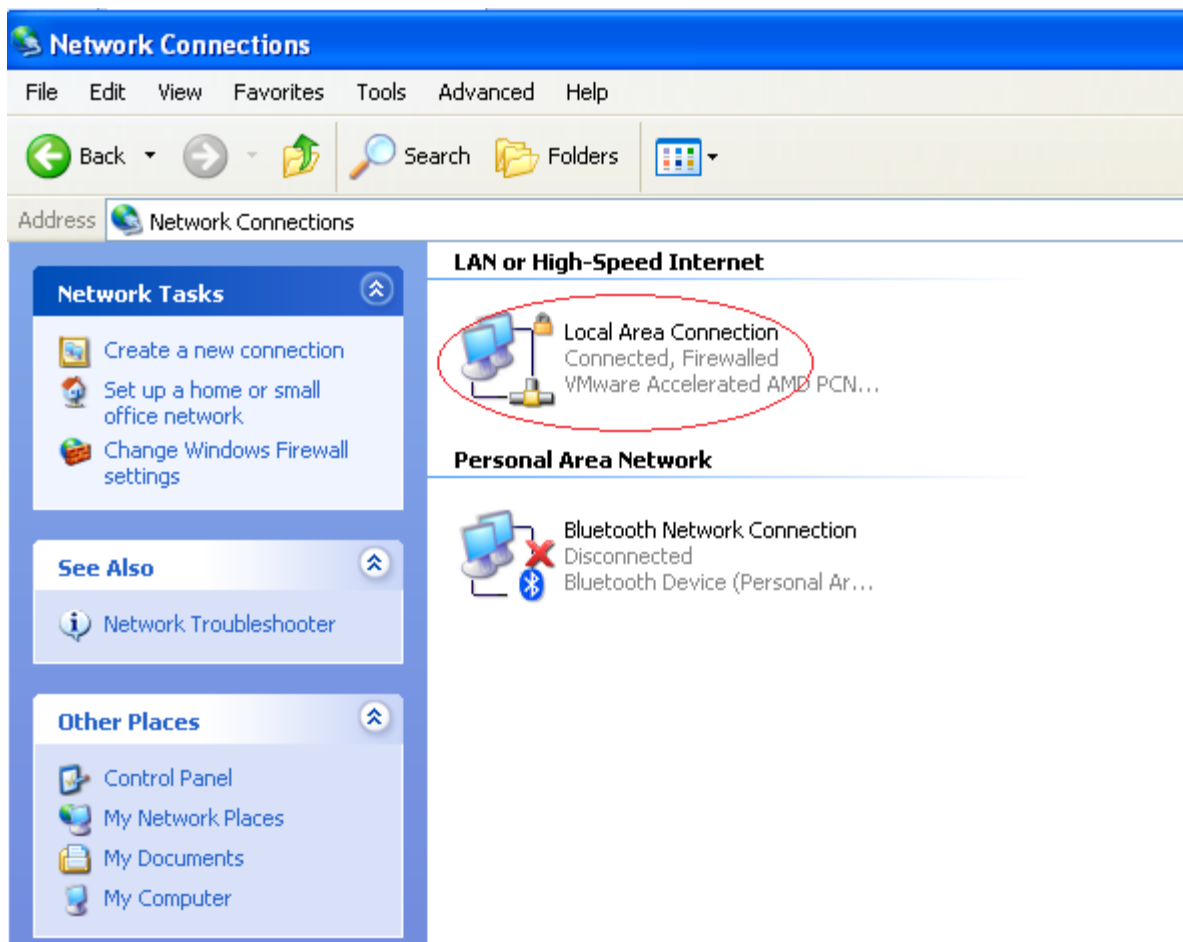 Network Connections
File Edit View Favorites Tools Advanced Help
Back Search Folders
Address Network Connections
Network Tasks
Create a new connection
Set up a home or small
office network
Change Windows Firewall
settings
See Also
Network Troubleshooter
Other Places
Control Panel
My Network Places
My Documents
My Computer
LAN or High-Speed Internet
Local Area Connection
Connected, Firewalled
VMware Accelerated AMD PCN...
Personal Area Network
Bluetooth Network Connection
Disconnected
Bluetooth Device (Personal Ar...